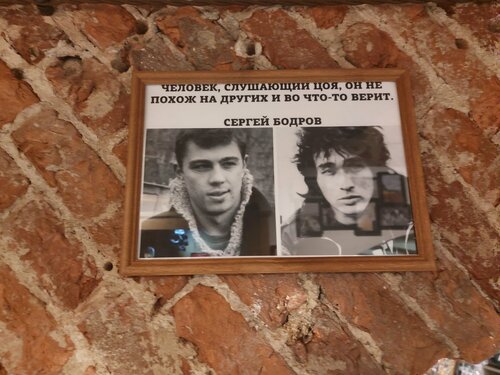 ЧЕЛОВЕК, СЛУШАЮЩИЙ ЦОЯ, ОН НЕ
ПОХОЖ НА ДРУГИХ И ВО ЧТО-ТО ВЕРИТ.
СЕРГЕЙ БОДРОВ